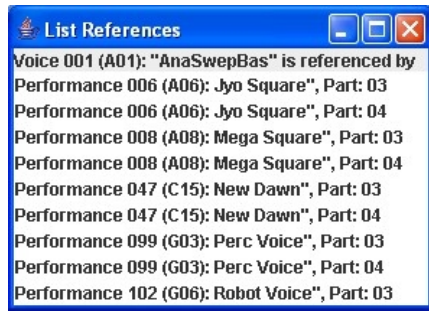 List References
Voice 001 (A01): "AnaSwepBas" is referenced by
Performance 006 (A06): Jyo Square", Part: 03
Performance 006 (A06): Jyo Square", Part: 04
Performance 008 (A08): Mega Square", Part: 03
Performance 008 (A08): Mega Square", Part: 04
Performance 047 (C15): New Dawn", Part: 03
Performance 047 (C15): New Dawn", Part: 04
Performance 099 (G03): Perc Voice", Part: 03
Performance 099 (G03): Perc Voice", Part: 04
Performance 102 (G06): Robot Voice", Part: 03